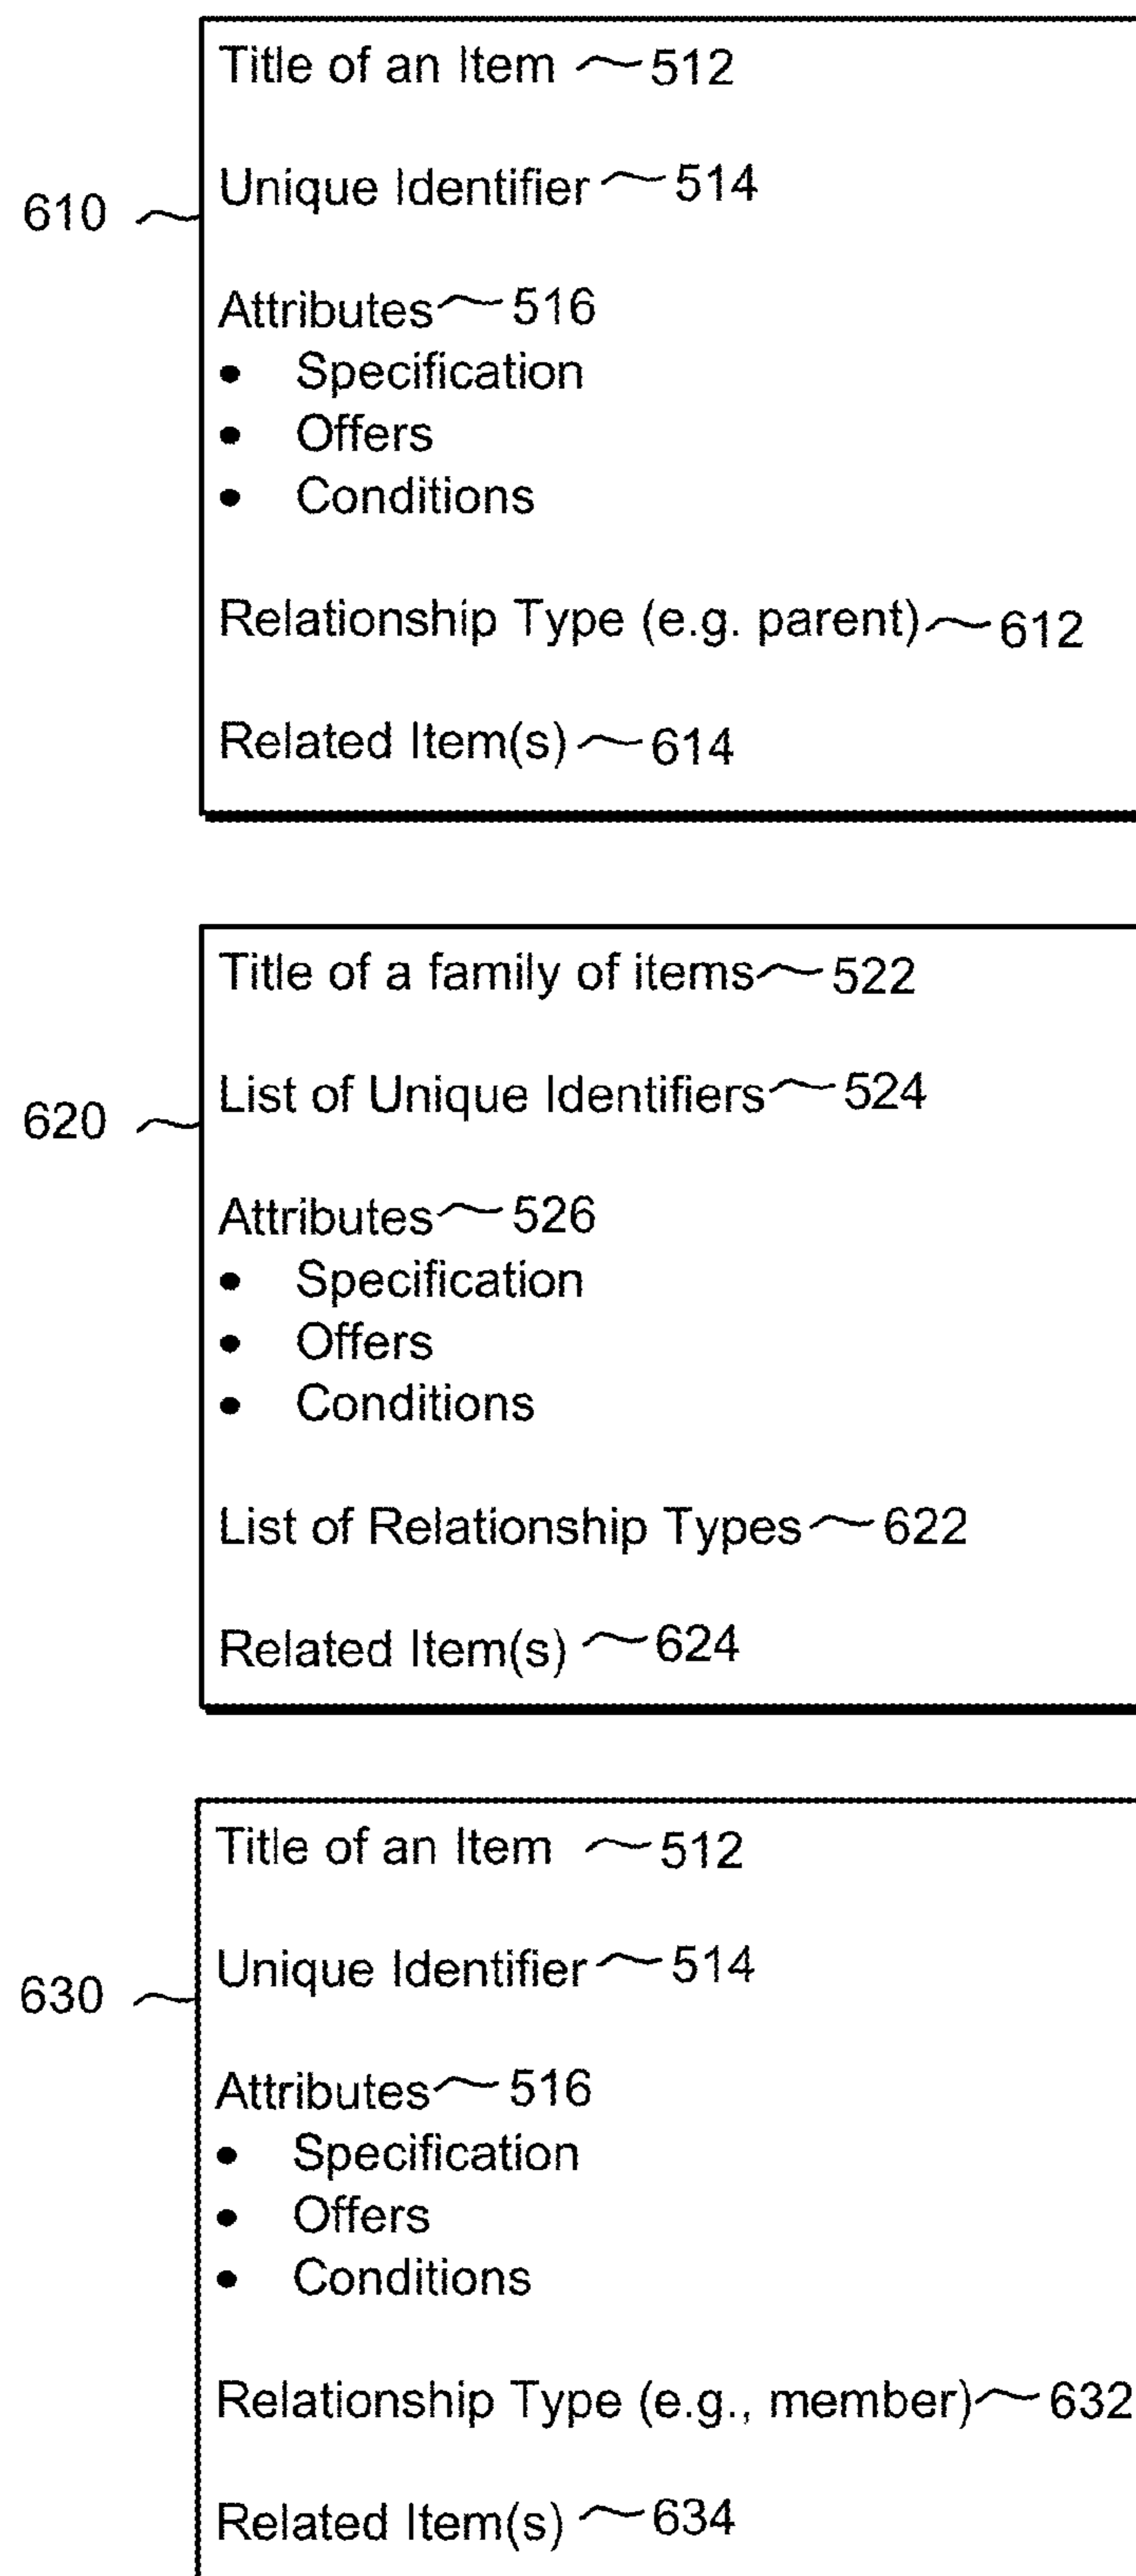 Title of an Item 512
Unique Identifier 514
610
Attributes 516
• Specification
• Offers
• Conditions
Relationship Type (e.g. parent) 612
Related Item(s) 614
Title of a family of items 522
List of Unique Identifiers 524
620
Attributes 526
• Specification
• Offers
• Conditions
List of Relationship Types 622
Related Item(s) 624
Title of an Item 512
Unique Identifier 514
630
Attributes 516
• Specification
• Offers
• Conditions
Relationship Type (e.g., member) 632
Related Item(s) 634